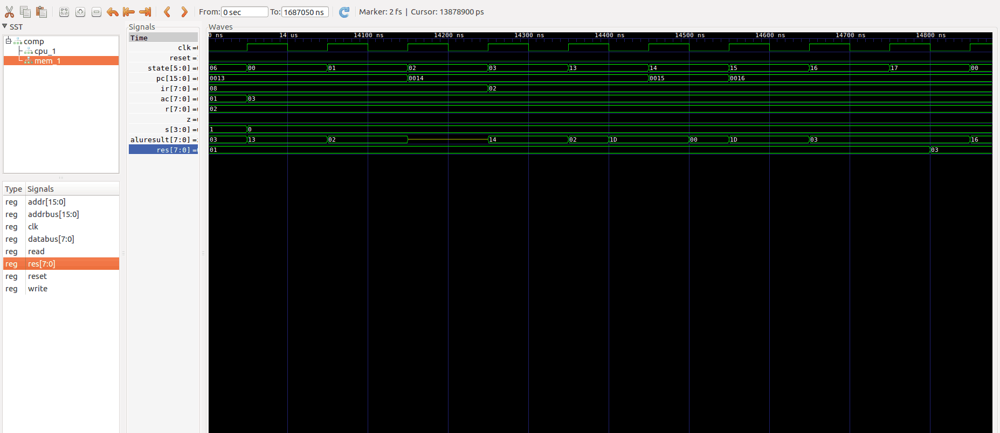 From: 0 sec To: 1687050 ns Marker: 2 fs | Cursor: 13878900 ps
SST
comp
cpu_1
mem_1
Type Signals
reg addr[15:0]
reg addrbus[15:0]
reg clk
reg databus[7:0]
reg read
reg res[7:0]
reg reset
reg write
Signals
Time
clk =
reset =
state[5:0] =
pc[15:0] =
ir[7:0] =
ac[7:0] =
r[7:0] =
z =
s[3:0] =
aluresult[7:0] =
res[7:0] =
Waves
0 ns 14 us 14100 ns 14200 ns 14300 ns 14400 ns 14500 ns 14600 ns 14700 ns 14800 ns
06 00 01 02 03 13 14 15 16 17 00
0013 0014 0015 0016
08 02
01 03
02
1 0
03 13 02 14 02 1D 00 1D 03 16
01 03